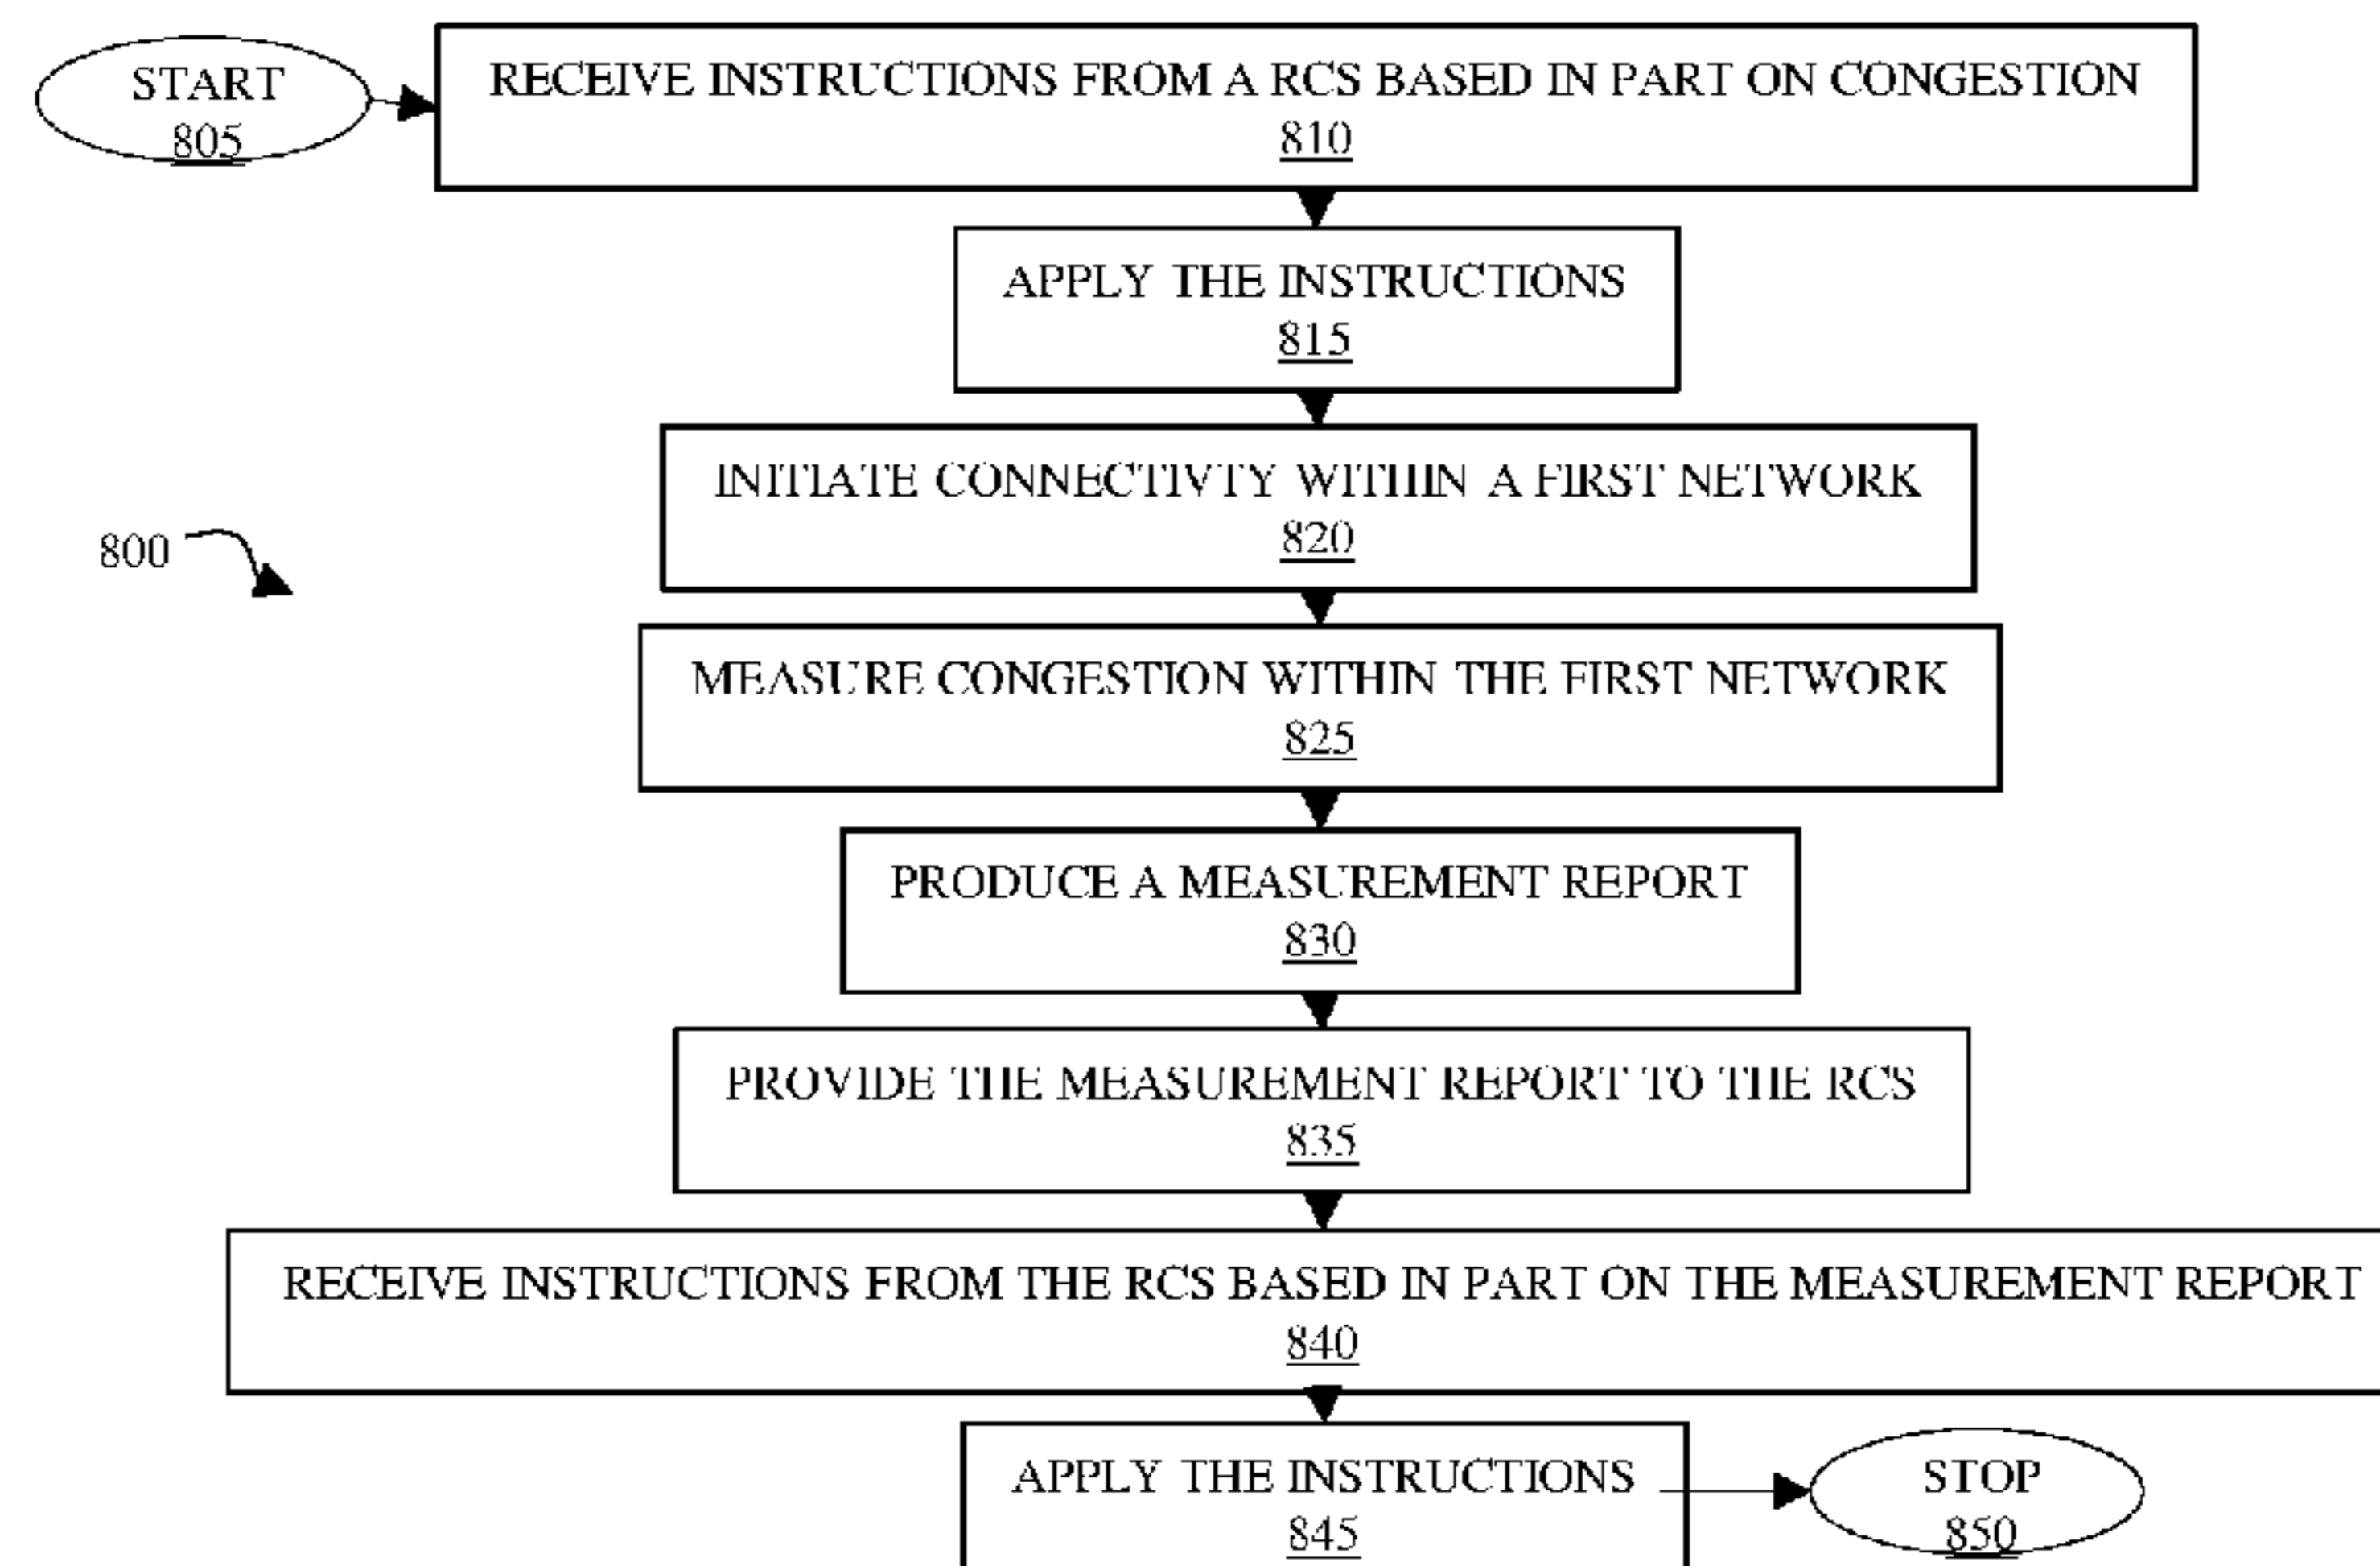 START
805
RECEIVE INSTRUCTIONS FROM A RCS BASED IN PART ON CONGESTION
810
APPLY THE INSTRUCTIONS
815
INITIATE CONNECTIVTY WITHIN A FIRST NETWORK
820
800
MEASURE CONGESTION WITHIN THE FIRST NETWORK
825
PRODUCE A MEASUREMENT REPORT
830
PROVIDE THE MEASUREMENT REPORT TO THE RCS
835
RECEIVE INSTRUCTIONS FROM THE RCS BASED IN PART ON THE MEASUREMENT REPORT
840
APPLY THE INSTRUCTIONS
845
STOP
850